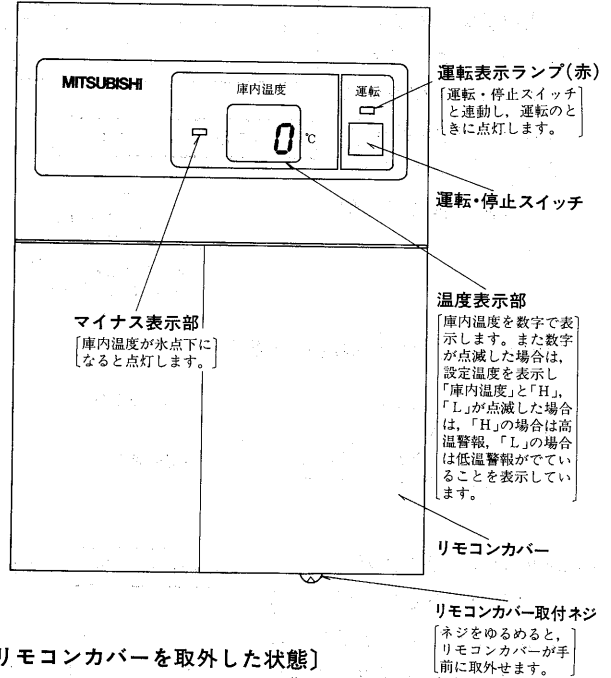 MITSUBISHI
庫内温度
0
℃
運転
運転表示ランプ(赤)
運転・停止スイッチ
と連動し，運転のと
きに点灯します。
運転・停止スイッチ
マイナス表示部
庫内温度が氷点下に
なると点灯します。
温度表示部
庫内温度を数字で表
示します。また数字
が点滅した場合は，
設定温度を表示し
「庫内温度」と「H」，
「L」が点滅した場合
は，「H」の場合は高
温警報，「L」の場合
は低温警報がでてい
ることを表示してい
ます。
リモコンカバー
リモコンカバー取付ネジ
ネジをゆるめると，
リモコンカバーが手
前に取外せます。
リモコンカバーを取外した状態〕